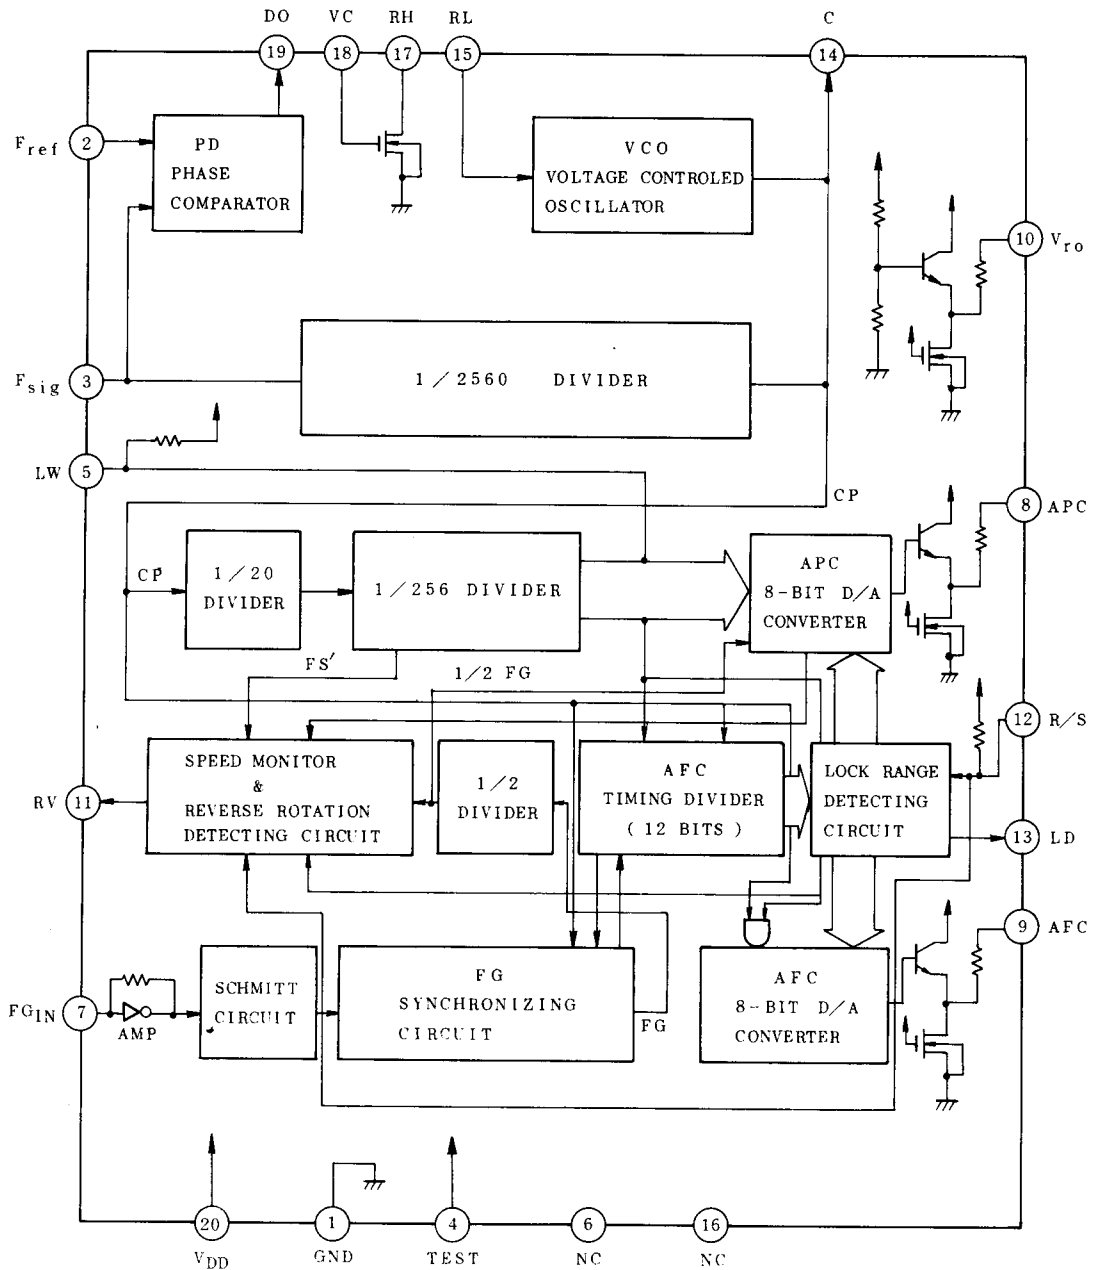 DO VC RH RL C
19 18 17 15 14
Fref 2
PD
PHASE
COMPARATOR
VCO
VOLTAGE CONTROLED
OSCILLATOR
10 Vro
Fsig 3
1/2560 DIVIDER
LW 5
CP
8 APC
CP
1/20
DIVIDER
1/256 DIVIDER
APC
8-BIT D/A
CONVERTER
FS'
1/2 FG
12 R/S
RV 11
SPEED MONITOR
&
REVERSE ROTATION
DETECTING CIRCUIT
1/2
DIVIDER
AFC
TIMING DIVIDER
(12 BITS)
LOCK RANGE
DETECTING
CIRCUIT
13 LD
9 AFC
FGIN 7
AMP
SCHMITT
CIRCUIT
FG
SYNCHRONIZING
CIRCUIT
FG
AFC
8-BIT D/A
CONVERTER
20 1 4 6 16
VDD GND TEST NC NC